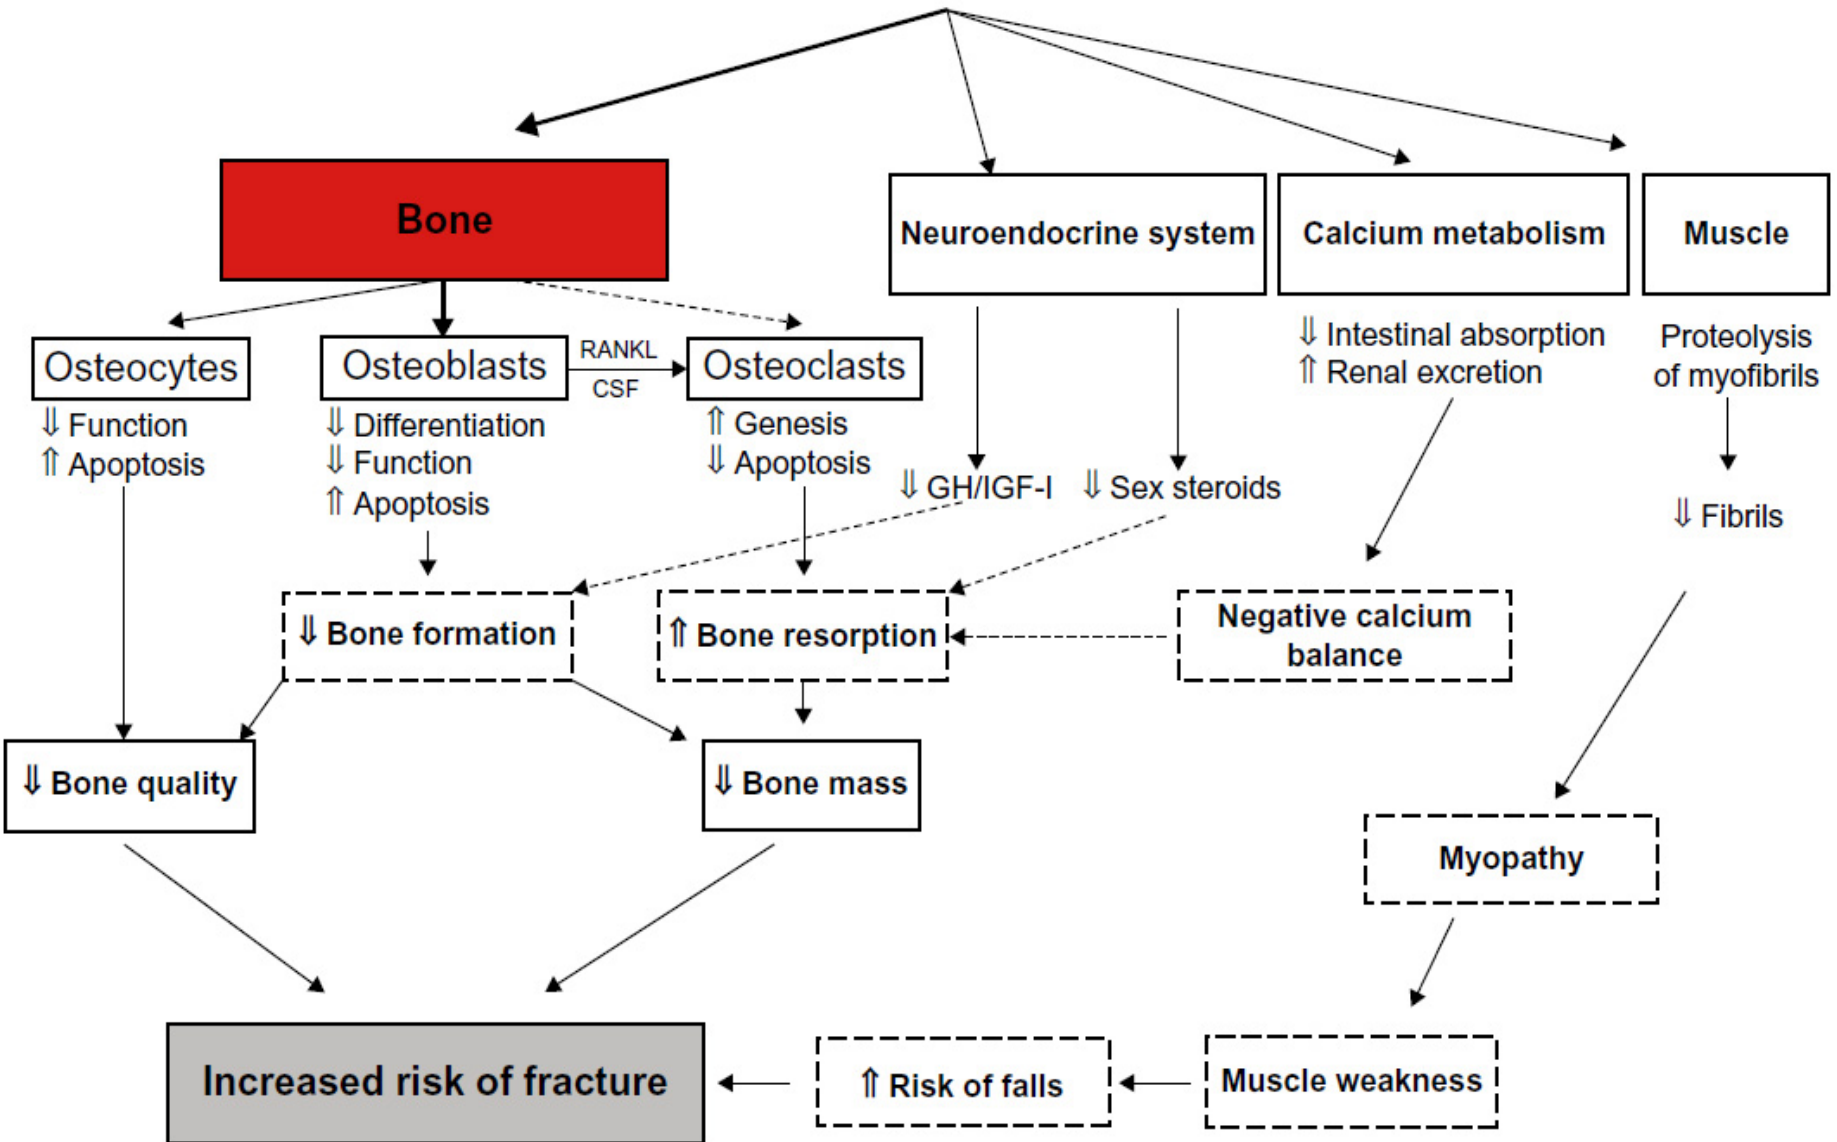 Bone
Neuroendocrine system
Calcium metabolism
Muscle
Osteocytes
⇓ Function
⇑ Apoptosis
Osteoblasts
⇓ Differentiation
⇓ Function
⇑ Apoptosis
RANKL
CSF
Osteoclasts
⇑ Genesis
⇓ Apoptosis
⇓ GH/IGF-I
⇓ Sex steroids
⇓ Intestinal absorption
⇑ Renal excretion
Proteolysis
of myofibrils
⇓ Fibrils
⇓ Bone formation
⇑ Bone resorption
Negative calcium
balance
⇓ Bone quality
⇓ Bone mass
Myopathy
Increased risk of fracture
⇑ Risk of falls
Muscle weakness